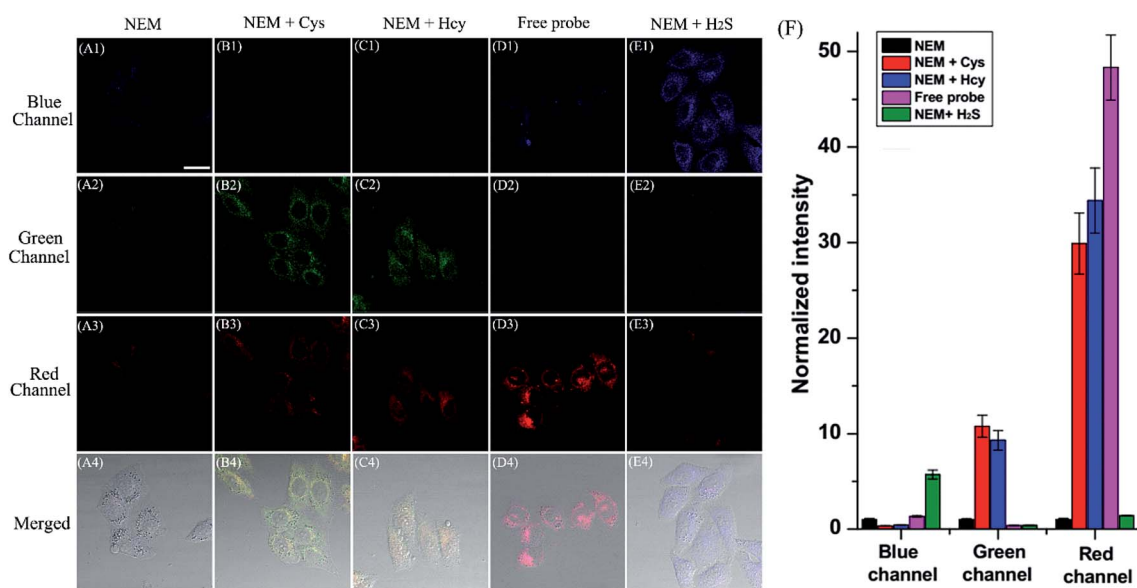 NEM
NEM + Cys
NEM + Hcy
Free probe
NEM + H2S
Blue Channel
(A1)
(B1)
(C1)
(D1)
(E1)
Green Channel
(A2)
(B2)
(C2)
(D2)
(E2)
Red Channel
(A3)
(B3)
(C3)
(D3)
(E3)
Merged
(A4)
(B4)
(C4)
(D4)
(E4)
(F)
NEM
NEM + Cys
NEM + Hcy
Free probe
NEM+ H2S
Normalized intensity
50
40
30
20
10
0
Blue channel
Green channel
Red channel